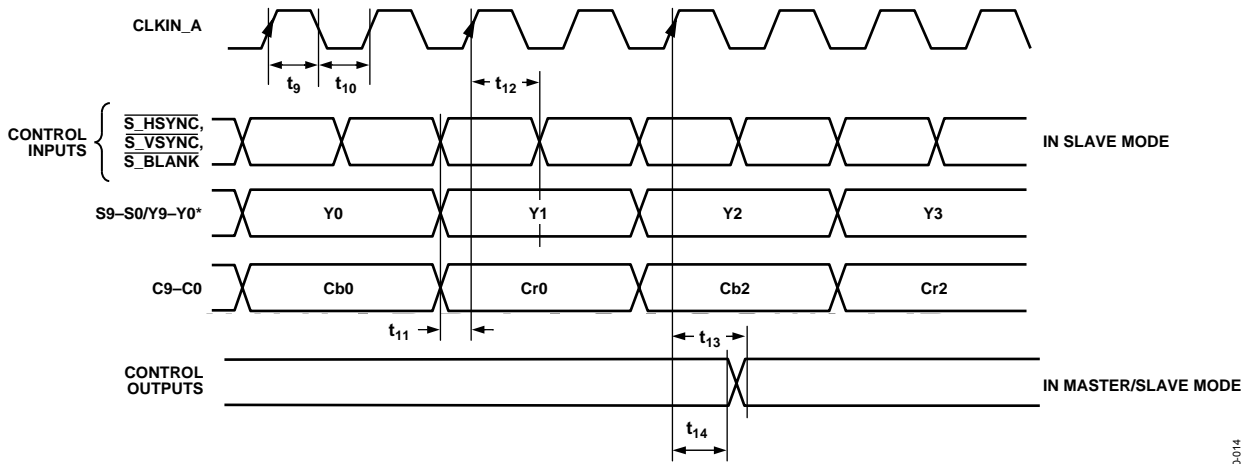 CLKIN_A
t9
t10
t12
CONTROL INPUTS
S_HSYNC,
S_VSYNC,
S_BLANK
IN SLAVE MODE
S9–S0/Y9–Y0*
Y0
Y1
Y2
Y3
C9–C0
Cb0
Cr0
Cb2
Cr2
t11
t13
CONTROL OUTPUTS
IN MASTER/SLAVE MODE
t14